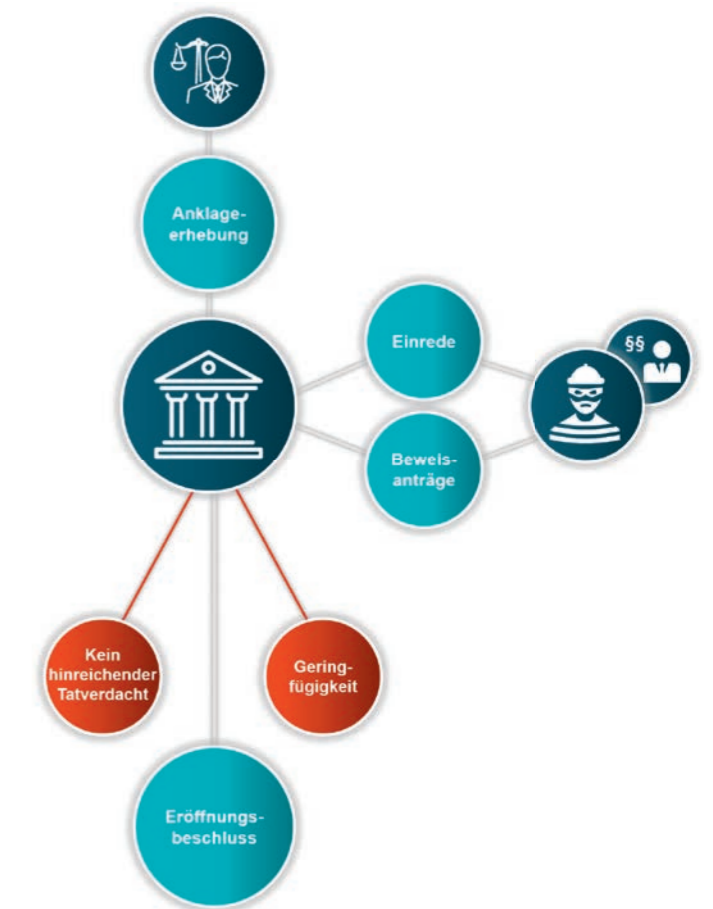 Anklage-
erhebung
Einrede
§§
Beweis-
anträge
Kein
hinreichender
Tatverdacht
Gering-
fügigkeit
Eröffnungs-
beschluss